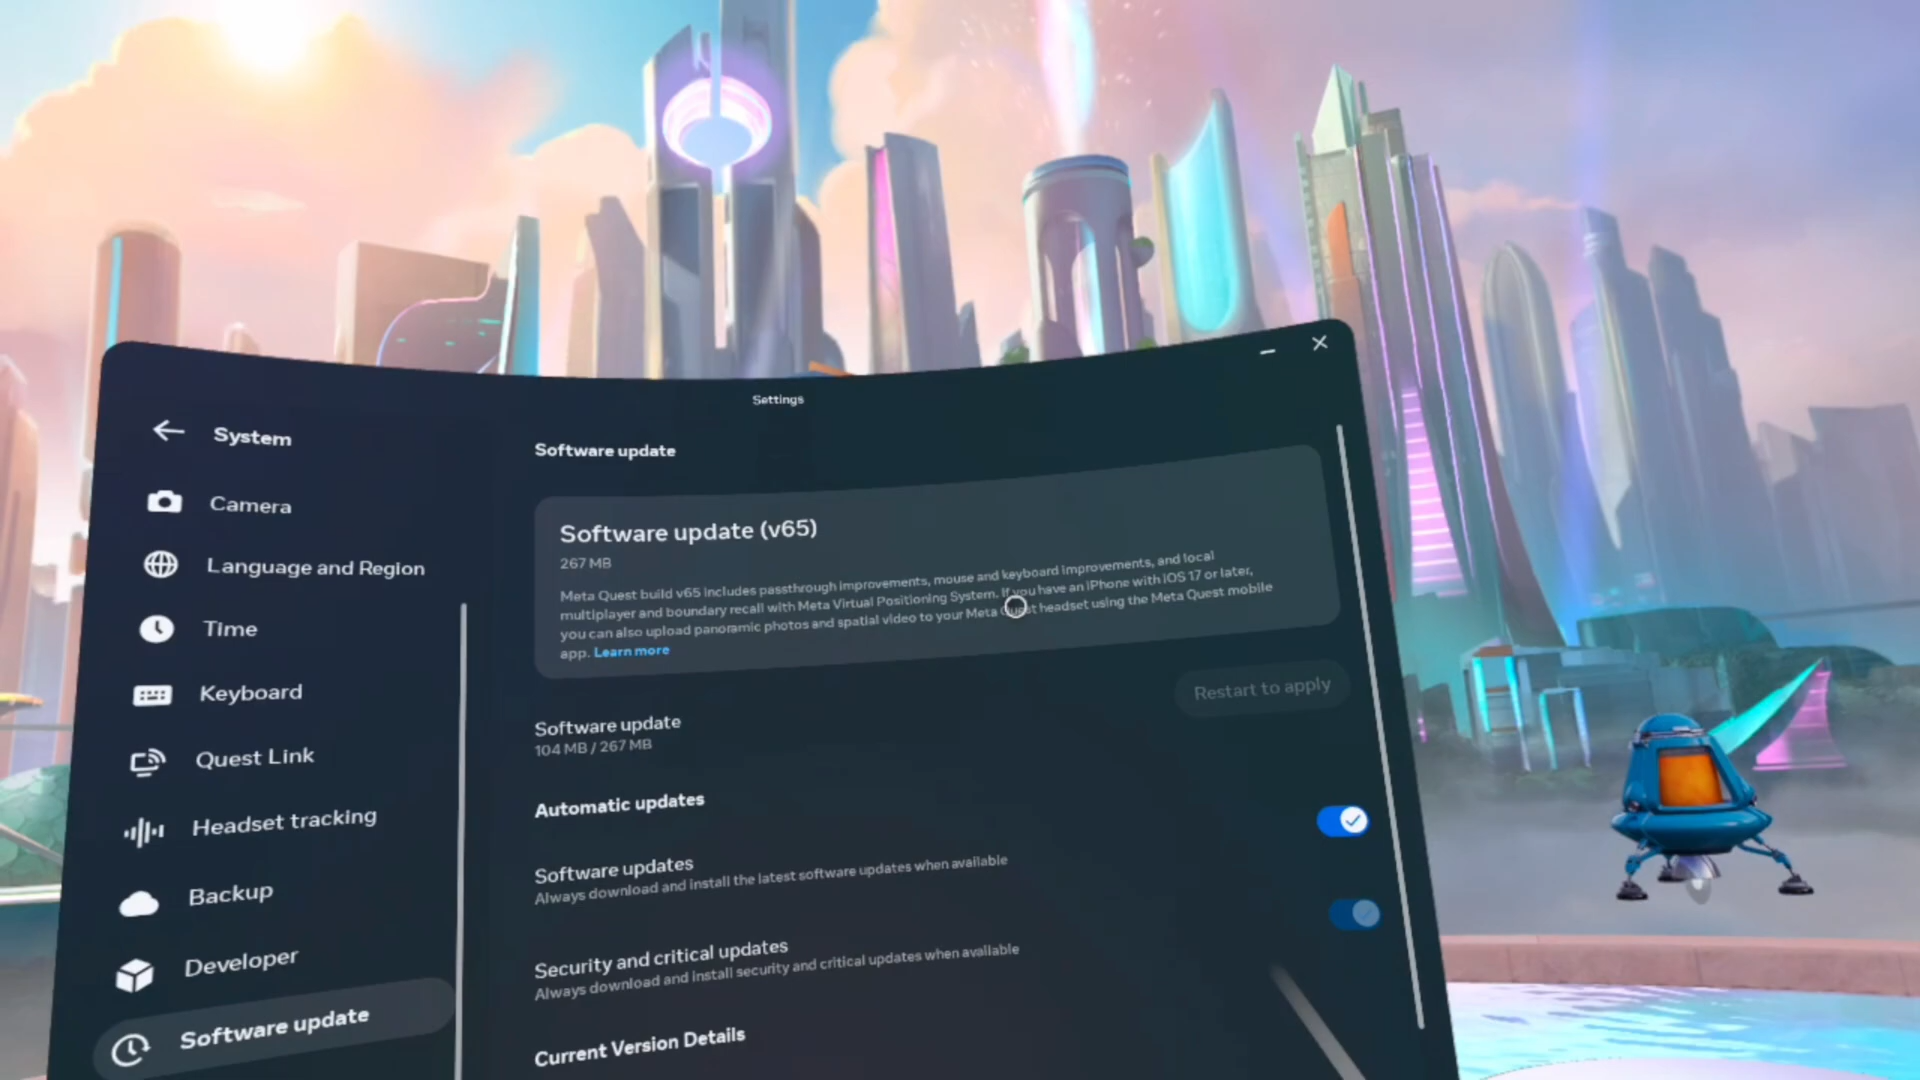 Settings
System
Camera
Language and Region
Time
Keyboard
Quest Link
Headset tracking
Backup
Developer
Software update
Software update
Software update (v65)
267 MB
Meta Quest build v65 includes passthrough improvements, mouse and keyboard improvements, and local
multiplayer and boundary recall with Meta Virtual Positioning System. If you have an iPhone with iOS 17 or later,
you can also upload panoramic photos and spatial video to your Meta Quest headset using the Meta Quest mobile
app. Learn more
Restart to apply
Software update
104 MB / 267 MB
Automatic updates
Software updates
Always download and install the latest software updates when available
Security and critical updates
Always download and install security and critical updates when available
Current Version Details